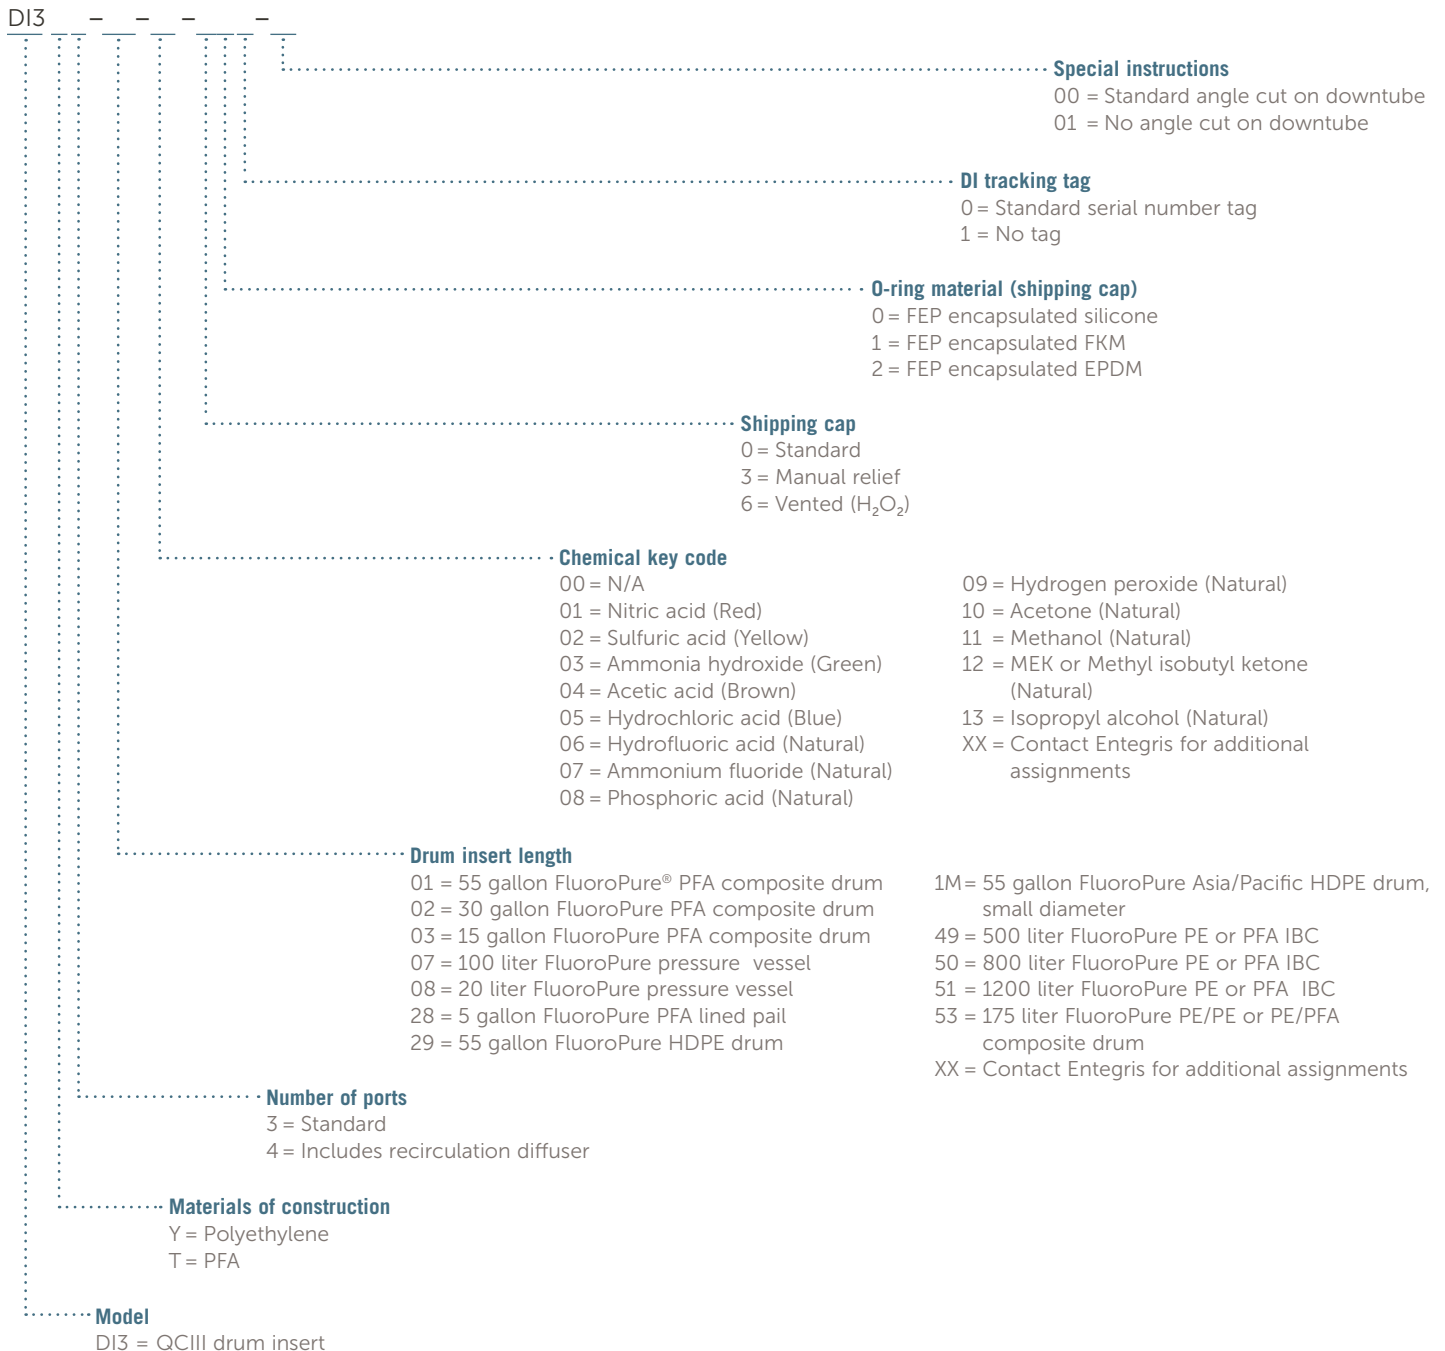 DI3 – – – –
Special instructions
00 = Standard angle cut on downtube
01 = No angle cut on downtube
DI tracking tag
0 = Standard serial number tag
1 = No tag
O-ring material (shipping cap)
0 = FEP encapsulated silicone
1 = FEP encapsulated FKM
2 = FEP encapsulated EPDM
Shipping cap
0 = Standard
3 = Manual relief
6 = Vented (H₂O₂)
Chemical key code
00 = N/A
01 = Nitric acid (Red)
02 = Sulfuric acid (Yellow)
03 = Ammonia hydroxide (Green)
04 = Acetic acid (Brown)
05 = Hydrochloric acid (Blue)
06 = Hydrofluoric acid (Natural)
07 = Ammonium fluoride (Natural)
08 = Phosphoric acid (Natural)
09 = Hydrogen peroxide (Natural)
10 = Acetone (Natural)
11 = Methanol (Natural)
12 = MEK or Methyl isobutyl ketone
(Natural)
13 = Isopropyl alcohol (Natural)
XX = Contact Entegris for additional
assignments
Drum insert length
01 = 55 gallon FluoroPure® PFA composite drum
02 = 30 gallon FluoroPure PFA composite drum
03 = 15 gallon FluoroPure PFA composite drum
07 = 100 liter FluoroPure pressure vessel
08 = 20 liter FluoroPure pressure vessel
28 = 5 gallon FluoroPure PFA lined pail
29 = 55 gallon FluoroPure HDPE drum
1M = 55 gallon FluoroPure Asia/Pacific HDPE drum,
small diameter
49 = 500 liter FluoroPure PE or PFA IBC
50 = 800 liter FluoroPure PE or PFA IBC
51 = 1200 liter FluoroPure PE or PFA IBC
53 = 175 liter FluoroPure PE/PE or PE/PFA
composite drum
XX = Contact Entegris for additional assignments
Number of ports
3 = Standard
4 = Includes recirculation diffuser
Materials of construction
Y = Polyethylene
T = PFA
Model
DI3 = QCIII drum insert